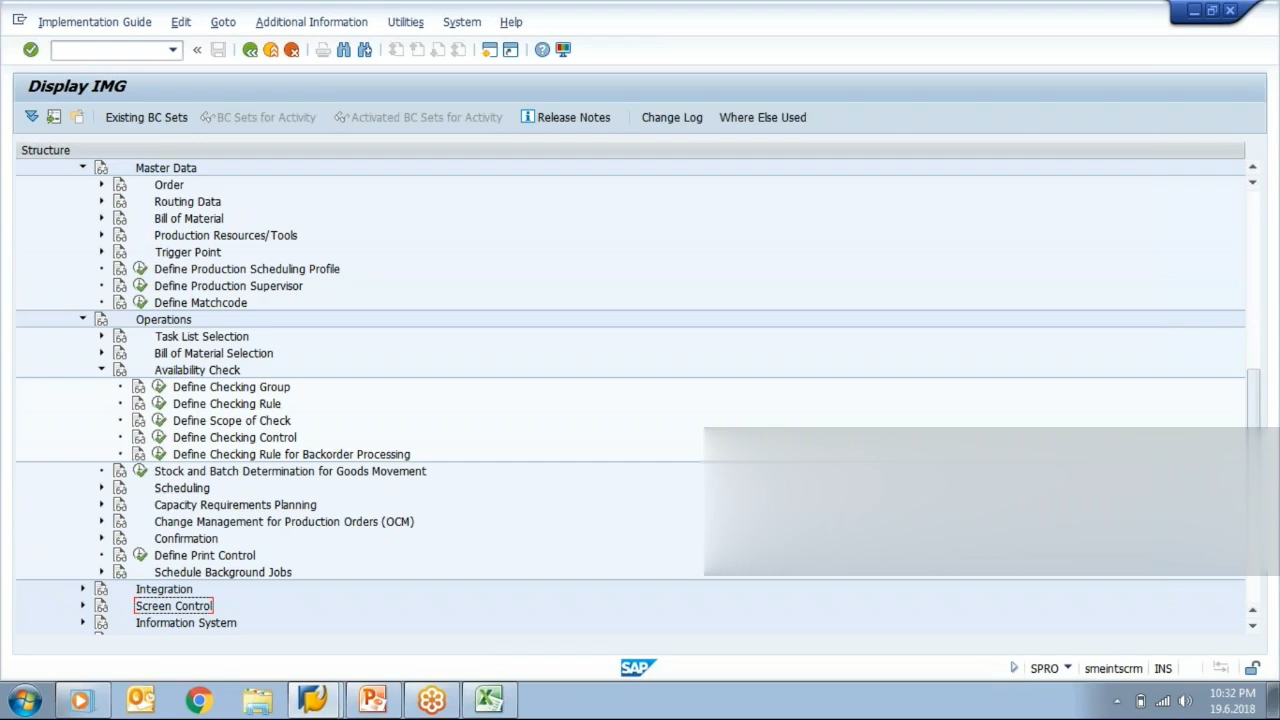 Implementation Guide Edit Goto Additional Information Utilities System Help
Display IMG
Existing BC Sets BC Sets for Activity Activated BC Sets for Activity Release Notes Change Log Where Else Used
Structure
Master Data
Order
Routing Data
Bill of Material
Production Resources/Tools
Trigger Point
Define Production Scheduling Profile
Define Production Supervisor
Define Matchcode
Operations
Task List Selection
Bill of Material Selection
Availability Check
Define Checking Group
Define Checking Rule
Define Scope of Check
Define Checking Control
Define Checking Rule for Backorder Processing
Stock and Batch Determination for Goods Movement
Scheduling
Capacity Requirements Planning
Change Management for Production Orders (OCM)
Confirmation
Define Print Control
Schedule Background Jobs
Integration
Screen Control
Information System
SAP SPRO smeintscrm INS
10:32 PM
19.6.2018